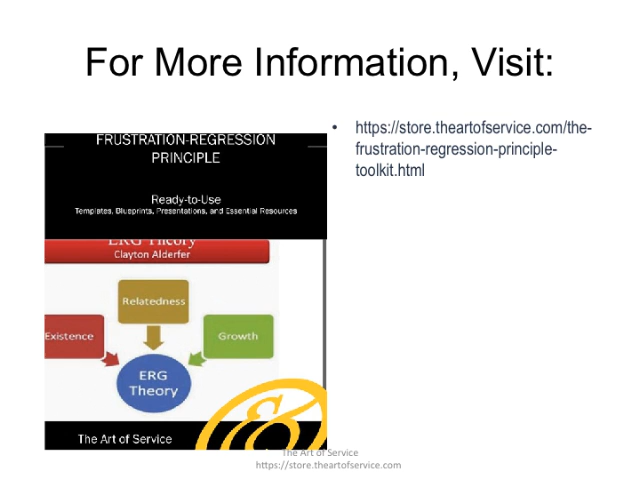 For More Information, Visit:
• https://store.theartofservice.com/the-
frustration-regression-principle-
toolkit.html
FRUSTRATION-REGRESSION
PRINCIPLE
Ready-to-Use
Templates, Blueprints, Presentations, and Essential Resources
ERG Theory
Clayton Alderfer
Relatedness
Existence
Growth
ERG
Theory
The Art of Service
The Art of Service
https://store.theartofservice.com